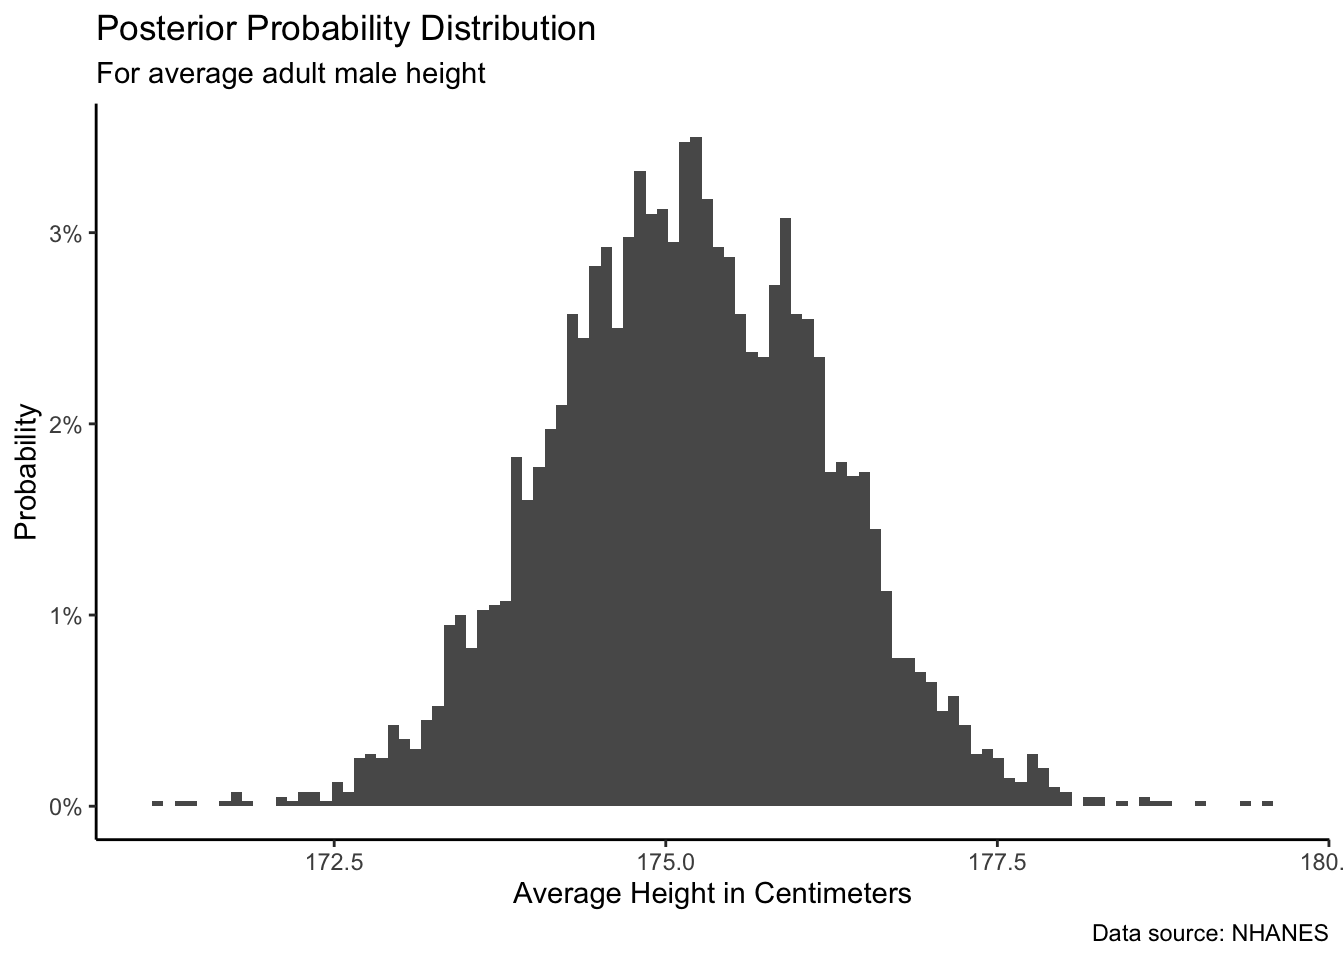 Posterior Probability Distribution
For average adult male height
Probability
3%
2%
1%
0%
172.5 175.0 177.5 180.
Average Height in Centimeters
Data source: NHANES